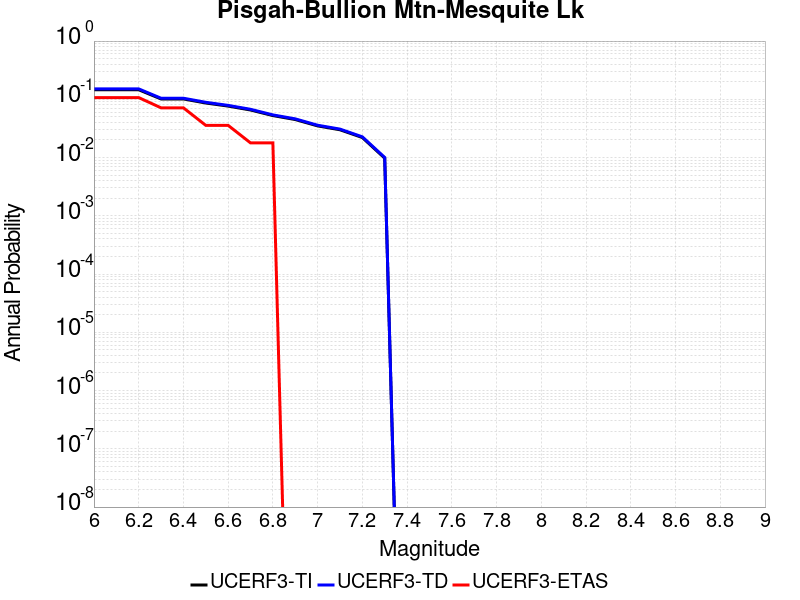 Pisgah-Bullion Mtn-Mesquite Lk
10^0
10^-1
10^-2
10^-3
10^-4
10^-5
10^-6
10^-7
10^-8
Annual Probability
6 6.2 6.4 6.6 6.8 7 7.2 7.4 7.6 7.8 8 8.2 8.4 8.6 8.8 9
Magnitude
UCERF3-TI UCERF3-TD UCERF3-ETAS